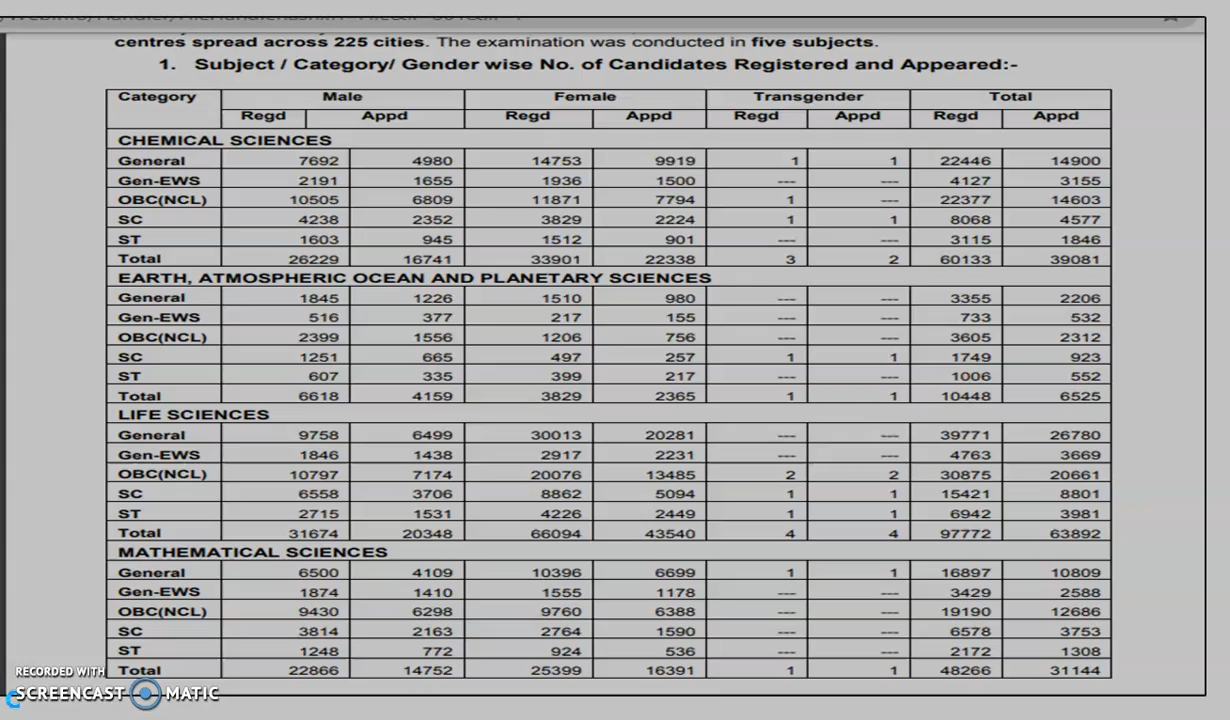 centres spread across 225 cities. The examination was conducted in five subjects.
1. Subject / Category/ Gender wise No. of Candidates Registered and Appeared:-
Category Male Female Transgender Total
Regd Appd Regd Appd Regd Appd Regd Appd
CHEMICAL SCIENCES
General 7692 4980 14753 9919 1 1 22446 14900
Gen-EWS 2191 1655 1936 1500 --- --- 4127 3155
OBC(NCL) 10505 6809 11871 7794 1 --- 22377 14603
SC 4238 2352 3829 2224 1 1 8068 4577
ST 1603 945 1512 901 --- --- 3115 1846
Total 26229 16741 33901 22338 3 2 60133 39081
EARTH, ATMOSPHERIC OCEAN AND PLANETARY SCIENCES
General 1845 1226 1510 980 --- --- 3355 2206
Gen-EWS 516 377 217 155 --- --- 733 532
OBC(NCL) 2399 1556 1206 756 --- --- 3605 2312
SC 1251 665 497 257 1 1 1749 923
ST 607 335 399 217 --- --- 1006 552
Total 6618 4159 3829 2365 1 1 10448 6525
LIFE SCIENCES
General 9758 6499 30013 20281 --- --- 39771 26780
Gen-EWS 1846 1438 2917 2231 --- --- 4763 3669
OBC(NCL) 10797 7174 20076 13485 2 2 30875 20661
SC 6558 3706 8862 5094 1 1 15421 8801
ST 2715 1531 4226 2449 1 1 6942 3981
Total 31674 20348 66094 43540 4 4 97772 63892
MATHEMATICAL SCIENCES
General 6500 4109 10396 6699 1 1 16897 10809
Gen-EWS 1874 1410 1555 1178 --- --- 3429 2588
OBC(NCL) 9430 6298 9760 6388 --- --- 19190 12686
SC 3814 2163 2764 1590 --- --- 6578 3753
ST 1248 772 924 536 --- --- 2172 1308
Total 22866 14752 25399 16391 1 1 48266 31144
RECORDED WITH
SCREENCAST MATIC